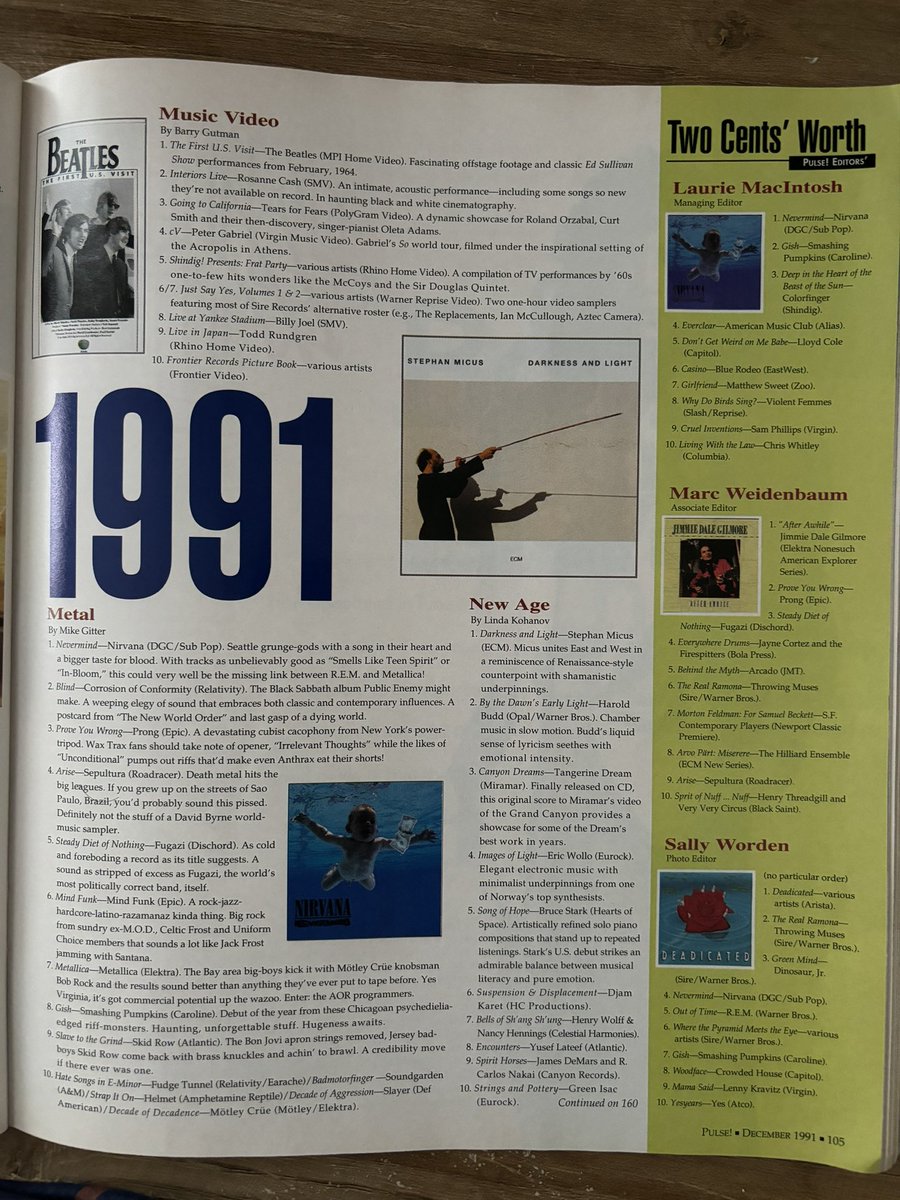 THE
BEATLES
THE FIRST U.S. VISIT
Music Video
By Barry Gutman
1. The First U.S. Visit—The Beatles (MPI Home Video). Fascinating offstage footage and classic Ed Sullivan
Show performances from February, 1964.
2. Interiors Live—Rosanne Cash (SMV). An intimate, acoustic performance—including some songs so new
they're not available on record. In haunting black and white cinematography.
3. Going to California—Tears for Fears (PolyGram Video). A dynamic showcase for Roland Orzabal, Curt
Smith and their then-discovery, singer-pianist Oleta Adams.
4. cV—Peter Gabriel (Virgin Music Video). Gabriel's So world tour, filmed under the inspirational setting of
the Acropolis in Athens.
5. Shindig! Presents: Frat Party—various artists (Rhino Home Video). A compilation of TV performances by '60s
one-to-few hits wonders like the McCoys and the Sir Douglas Quintet.
6/7. Just Say Yes, Volumes 1 & 2—various artists (Warner Reprise Video). Two one-hour video samplers
featuring most of Sire Records' alternative roster (e.g., The Replacements, Ian McCullough, Aztec Camera).
8. Live at Yankee Stadium—Billy Joel (SMV).
9. Live in Japan—Todd Rundgren
(Rhino Home Video).
10. Frontier Records Picture Book—various artists
(Frontier Video).
STEPHAN MICUS DARKNESS AND LIGHT
ECM
1991
Metal
By Mike Gitter
1. Nevermind—Nirvana (DGC/Sub Pop). Seattle grunge-gods with a song in their heart and
a bigger taste for blood. With tracks as unbelievably good as "Smells Like Teen Spirit" or
"In-Bloom," this could very well be the missing link between R.E.M. and Metallica!
2. Blind—Corrosion of Conformity (Relativity). The Black Sabbath album Public Enemy might
make. A weeping elegy of sound that embraces both classic and contemporary influences. A
postcard from "The New World Order" and last gasp of a dying world.
3. Prove You Wrong—Prong (Epic). A devastating cubist cacophony from New York's power-
tripod. Wax Trax fans should take note of opener, "Irrelevant Thoughts" while the likes of
"Unconditional" pumps out riffs that'd make even Anthrax eat their shorts!
4. Arise—Sepultura (Roadracer). Death metal hits the
big leagues. If you grew up on the streets of Sao
Paulo, Brazil, you'd probably sound this pissed.
Definitely not the stuff of a David Byrne world-
music sampler.
5. Steady Diet of Nothing—Fugazi (Dischord). As cold
and foreboding a record as its title suggests. A
sound as stripped of excess as Fugazi, the world's
most politically correct band, itself.
6. Mind Funk—Mind Funk (Epic). A rock-jazz-
hardcore-latino-razamanaz kinda thing. Big rock
from sundry ex-M.O.D., Celtic Frost and Uniform
Choice members that sounds a lot like Jack Frost
jamming with Santana.
7. Metallica—Metallica (Elektra). The Bay area big-boys kick it with Mötley Crüe knobsman
Bob Rock and the results sound better than anything they've ever put to tape before. Yes
Virginia, it's got commercial potential up the wazoo. Enter: the AOR programmers.
8. Gish—Smashing Pumpkins (Caroline). Debut of the year from these Chicagoan psychedelia-
edged riff-monsters. Haunting, unforgettable stuff. Hugeness awaits.
9. Slave to the Grind—Skid Row (Atlantic). The Bon Jovi apron strings removed, Jersey bad-
boys Skid Row come back with brass knuckles and achin' to brawl. A credibility move
if there ever was one.
10. Hate Songs in E-Minor—Fudge Tunnel (Relativity/Earache)/Badmotorfinger—Soundgarden
(A&M)/Strap It On—Helmet (Amphetamine Reptile)/Decade of Aggression—Slayer (Def
American)/Decade of Decadence—Mötley Crüe (Mötley/Elektra).
NIRVANA
New Age
By Linda Kohanov
1. Darkness and Light—Stephan Micus
(ECM). Micus unites East and West in
a reminiscence of Renaissance-style
counterpoint with shamanistic
underpinnings.
2. By the Dawn's Early Light—Harold
Budd (Opal/Warner Bros.). Chamber
music in slow motion. Budd's liquid
sense of lyricism seethes with
emotional intensity.
3. Canyon Dreams—Tangerine Dream
(Miramar). Finally released on CD,
this original score to Miramar's video
of the Grand Canyon provides a
showcase for some of the Dream's
best work in years.
4. Images of Light—Eric Wollo (Eurock).
Elegant electronic music with
minimalist underpinnings from one
of Norway's top synthesists.
5. Song of Hope—Bruce Stark (Hearts of
Space). Artistically refined solo piano
compositions that stand up to repeated
listenings. Stark's U.S. debut strikes an
admirable balance between musical
literacy and pure emotion.
6. Suspension & Displacement—Djam
Karet (HC Productions).
7. Bells of Sh'ang Sh'ung—Henry Wolff &
Nancy Hennings (Celestial Harmonies).
8. Encounters—Yusef Lateef (Atlantic).
9. Spirit Horses—James DeMars and R.
Carlos Nakai (Canyon Records).
10. Strings and Pottery—Green Isac
(Eurock). Continued on 160
Two Cents' Worth
PULSE! EDITORS'
Laurie MacIntosh
Managing Editor
NIRVANA
1. Nevermind—Nirvana
(DGC/Sub Pop).
2. Gish—Smashing
Pumpkins (Caroline).
3. Deep in the Heart of the
Beast of the Sun—
Colorfinger
(Shindig).
4. Everclear—American Music Club (Alias).
5. Don't Get Weird on Me Babe—Lloyd Cole
(Capitol).
6. Casino—Blue Rodeo (EastWest).
7. Girlfriend—Matthew Sweet (Zoo).
8. Why Do Birds Sing?—Violent Femmes
(Slash/Reprise).
9. Cruel Inventions—Sam Phillips (Virgin).
10. Living With the Law—Chris Whitley
(Columbia).
Marc Weidenbaum
Associate Editor
JIMMIE DALE GILMORE
AFTER AWHILE
1. "After Awhile"—
Jimmie Dale Gilmore
(Elektra Nonesuch
American Explorer
Series).
2. Prove You Wrong—
Prong (Epic).
3. Steady Diet of
Nothing—Fugazi (Dischord).
4. Everywhere Drums—Jayne Cortez and the
Firespitters (Bola Press).
5. Behind the Myth—Arcado (JMT).
6. The Real Ramona—Throwing Muses
(Sire/Warner Bros.).
7. Morton Feldman: For Samuel Beckett—S.F.
Contemporary Players (Newport Classic
Premiere).
8. Arvo Pärt: Miserere—The Hilliard Ensemble
(ECM New Series).
9. Arise—Sepultura (Roadracer).
10. Sprit of Nuff ... Nuff—Henry Threadgill and
Very Very Circus (Black Saint).
Sally Worden
Photo Editor
DEADICATED
(no particular order)
1. Deadicated—various
artists (Arista).
2. The Real Ramona—
Throwing Muses
(Sire/Warner Bros.).
3. Green Mind—
Dinosaur, Jr.
(Sire/Warner Bros.).
4. Nevermind—Nirvana (DGC/Sub Pop).
5. Out of Time—R.E.M. (Warner Bros.).
6. Where the Pyramid Meets the Eye—various
artists (Sire/Warner Bros.).
7. Gish—Smashing Pumpkins (Caroline).
8. Woodface—Crowded House (Capitol).
9. Mama Said—Lenny Kravitz (Virgin).
10. Yesyears—Yes (Atco).
PULSE! ■ DECEMBER 1991 ■ 105